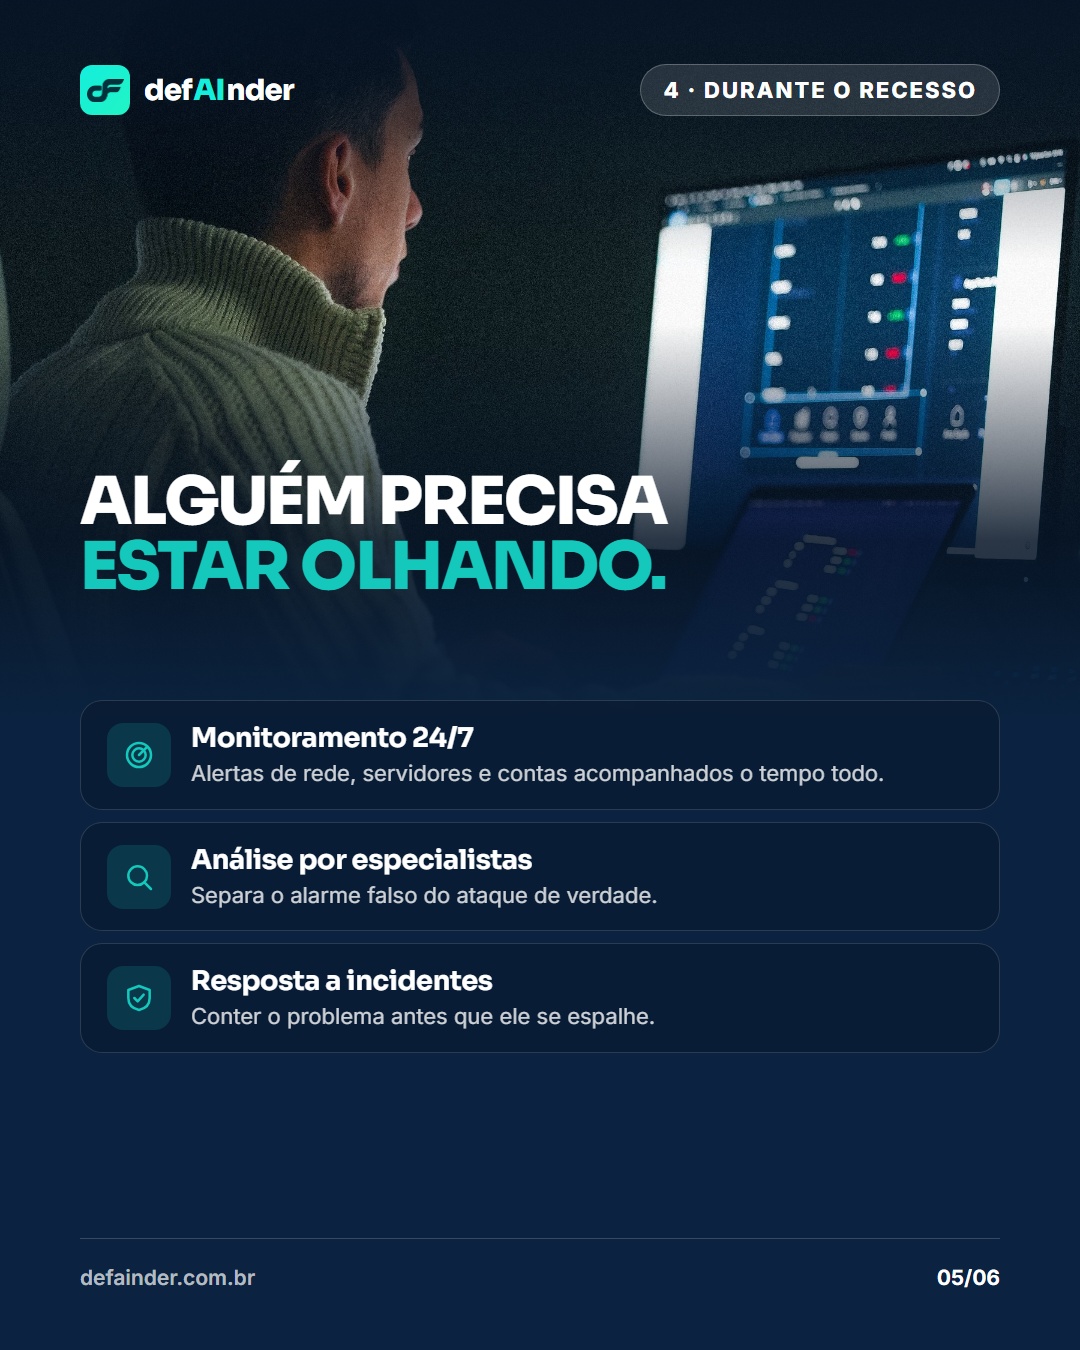 defAInder
4 · DURANTE O RECESSO
ALGUÉM PRECISA
ESTAR OLHANDO.
Monitoramento 24/7
Alertas de rede, servidores e contas acompanhados o tempo todo.
Análise por especialistas
Separa o alarme falso do ataque de verdade.
Resposta a incidentes
Conter o problema antes que ele se espalhe.
defainder.com.br
05/06